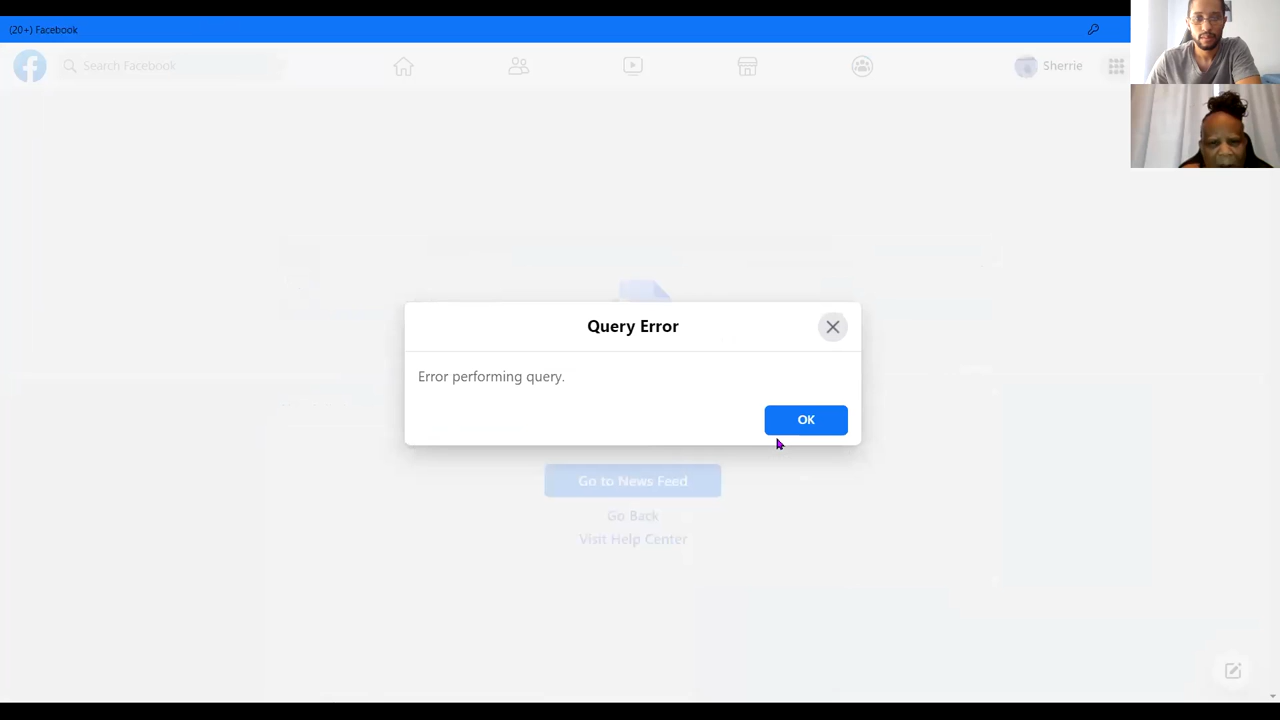 (20+) Facebook
Search Facebook
Sherrie
Query Error
Error performing query.
OK
Go to News Feed
Go Back
Visit Help Center